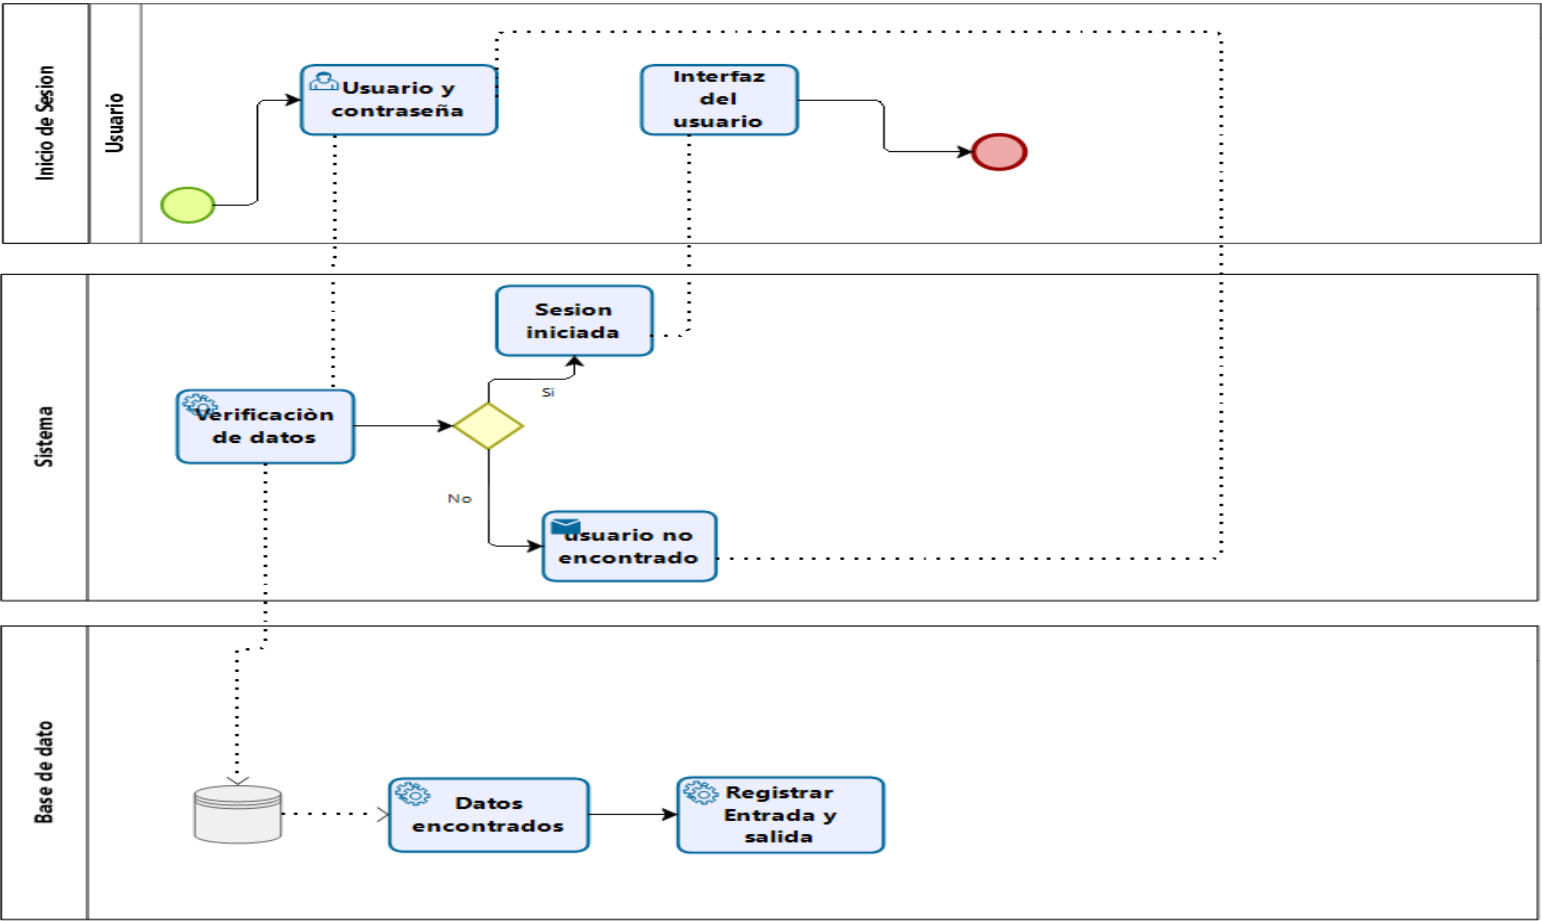 Inicio de Sesion
Usuario
Usuario y
contraseña
Interfaz
del
usuario
Sistema
Sesion
iniciada
Si
Verificaciòn
de datos
No
usuario no
encontrado
Base de dato
Datos
encontrados
Registrar
Entrada y
salida